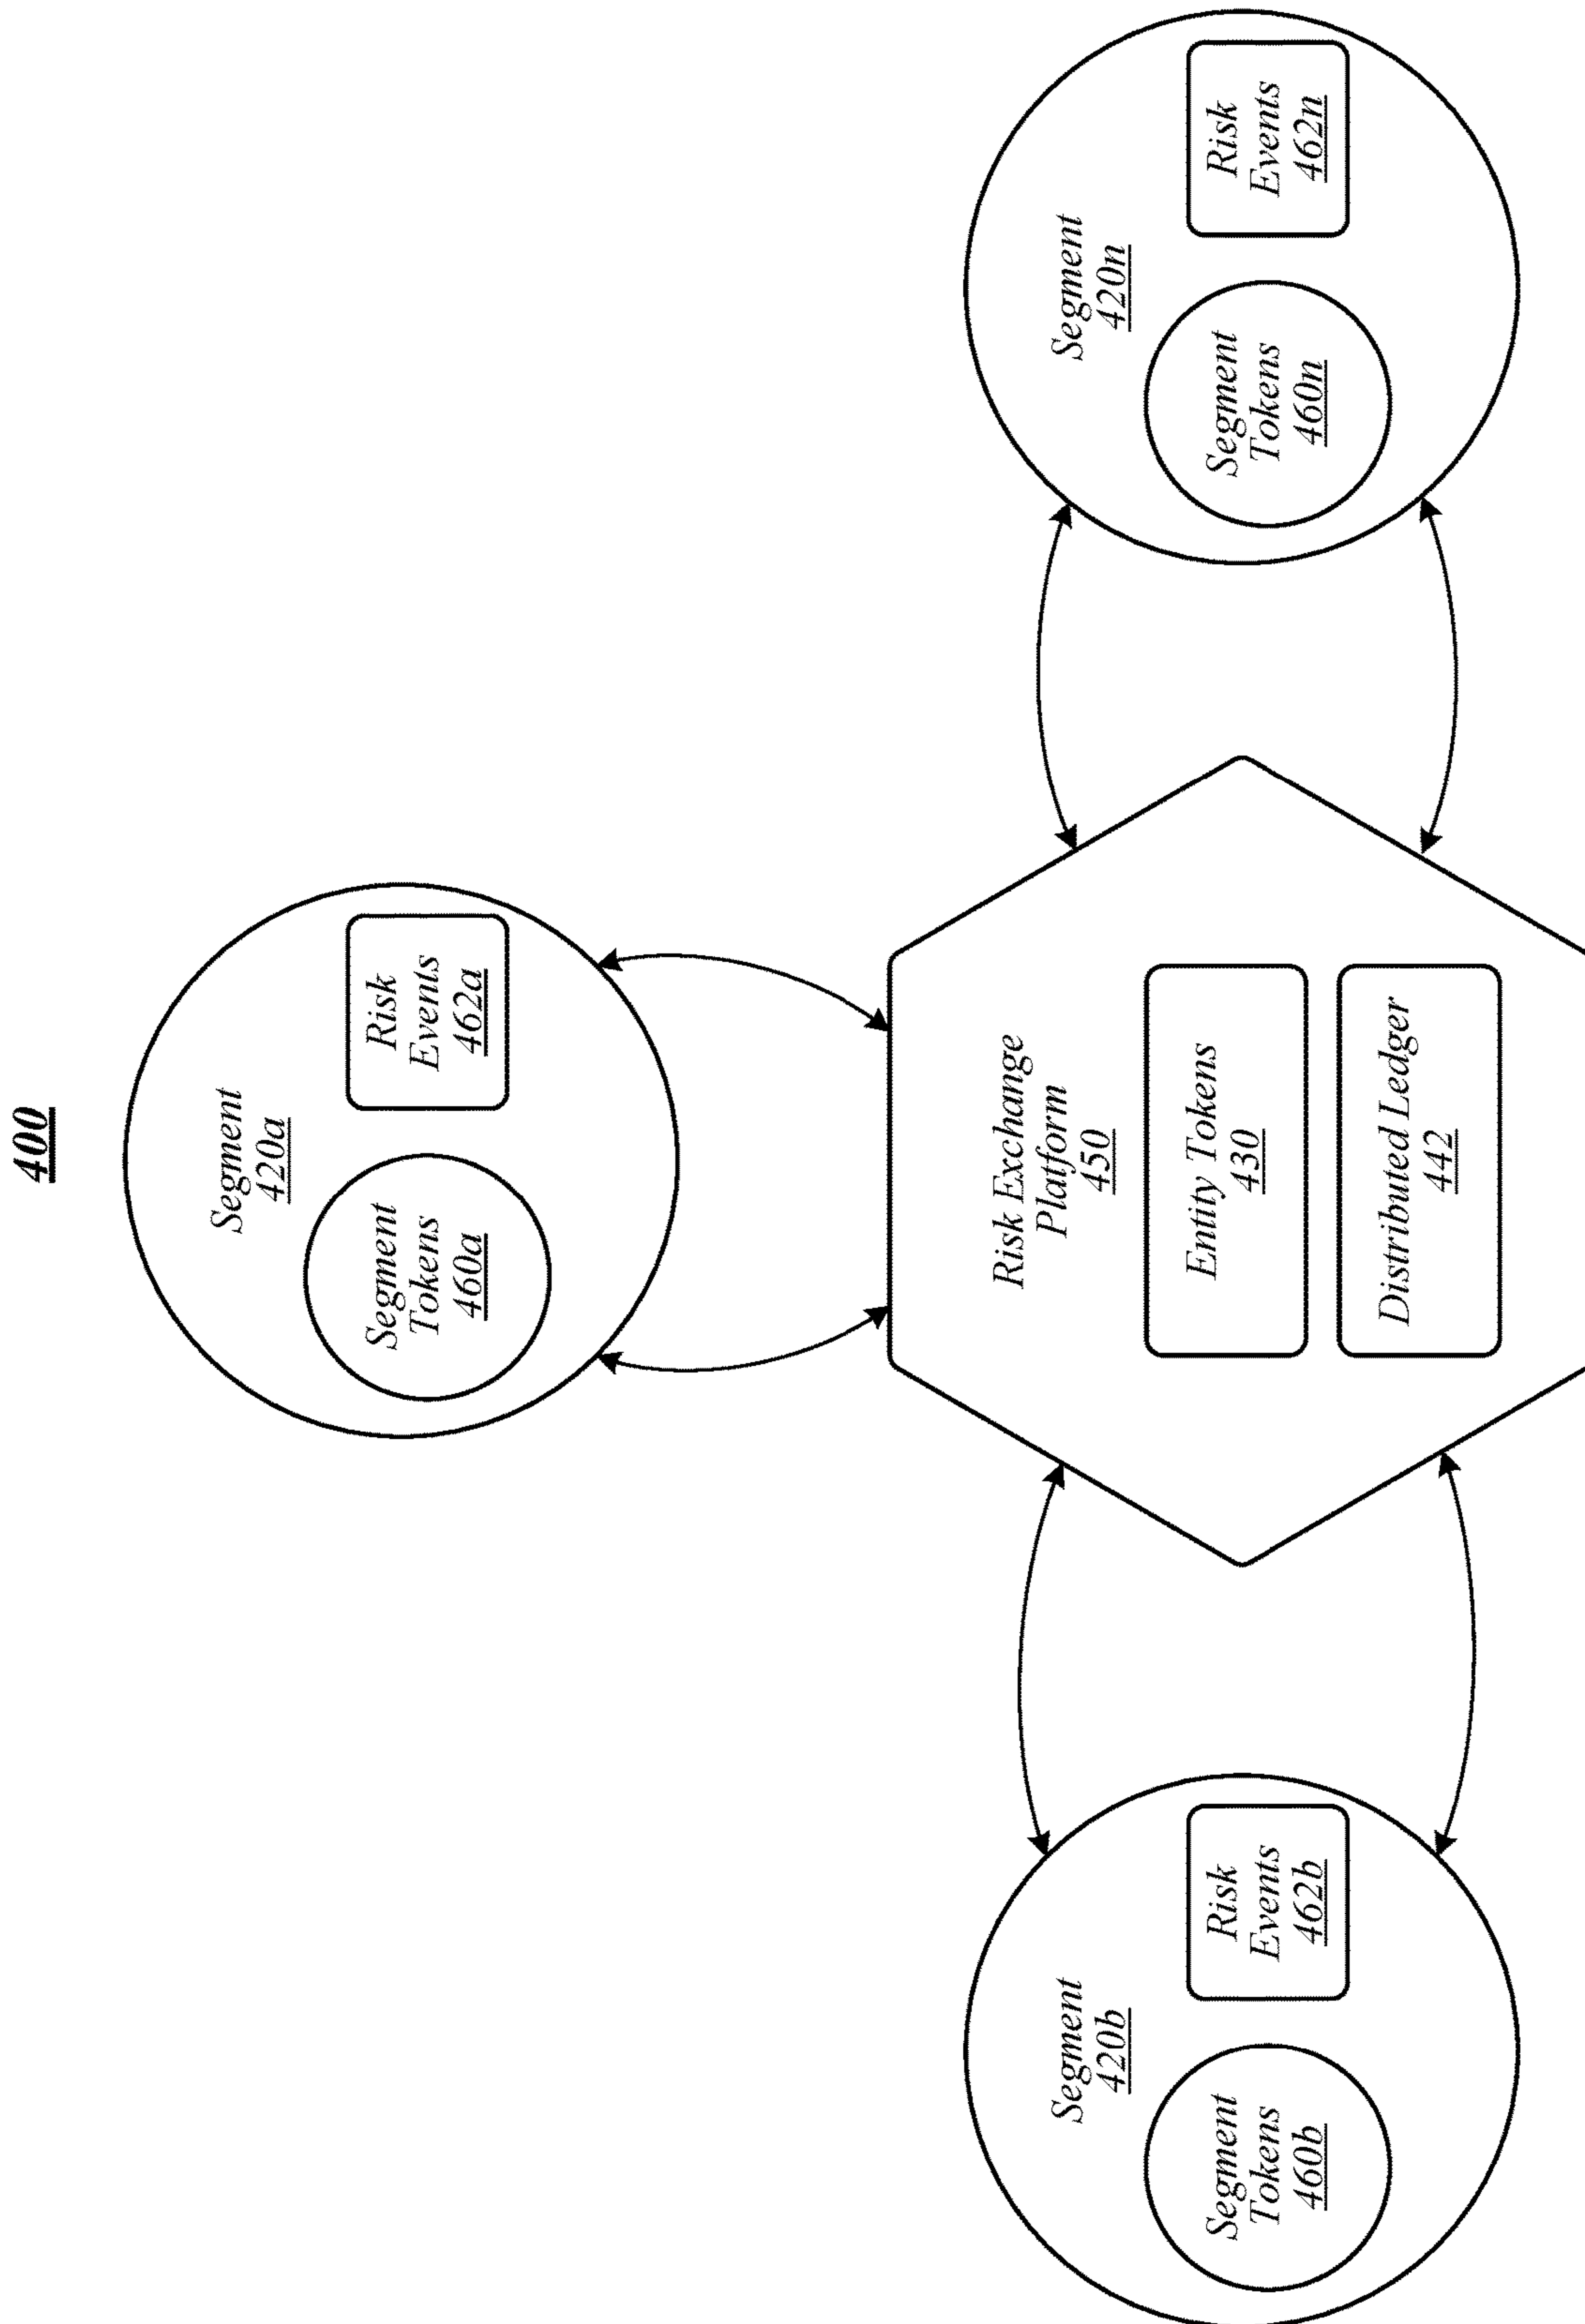 400
Segment
420a
Segment
Tokens
460a
Risk
Events
462a
Risk Exchange
Platform
450
Entity Tokens
430
Distributed Ledger
442
Segment
420b
Segment
Tokens
460b
Risk
Events
462b
Segment
420n
Segment
Tokens
460n
Risk
Events
462n